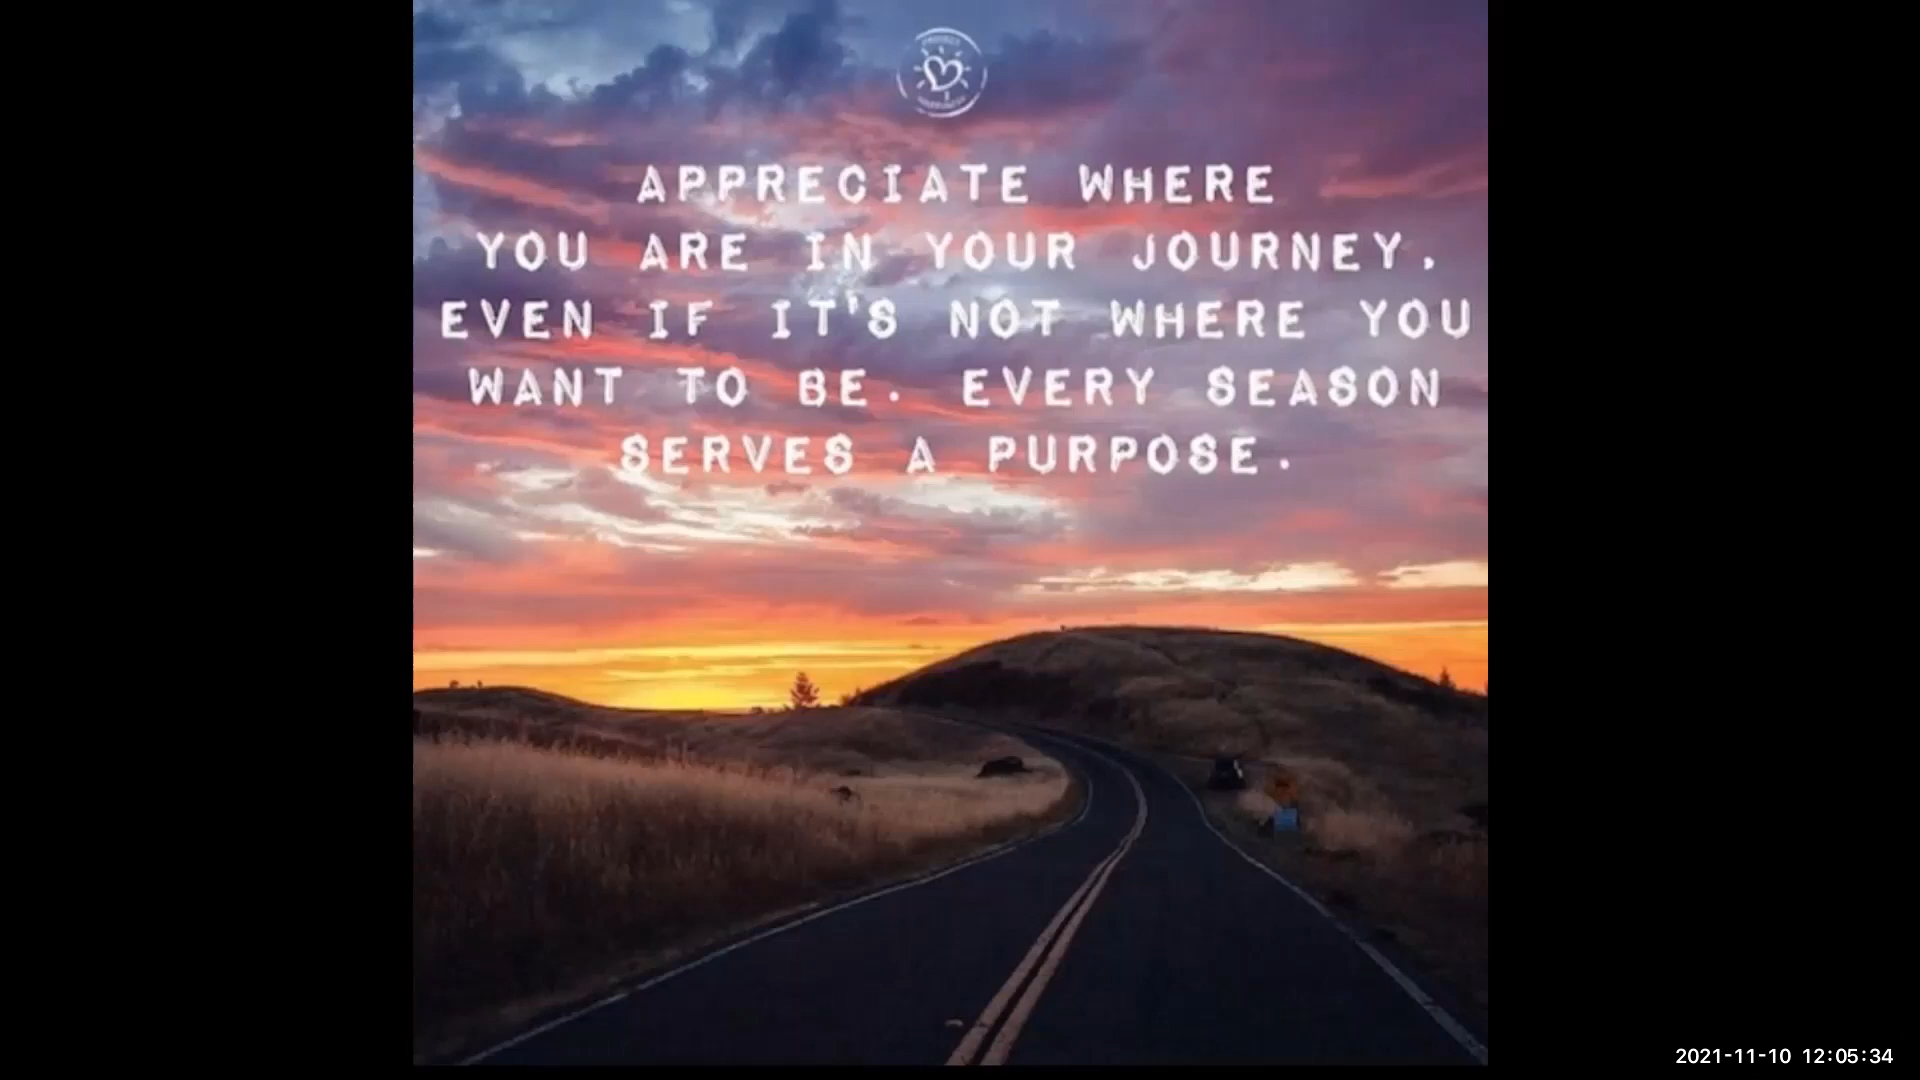 APPRECIATE WHERE
YOU ARE IN YOUR JOURNEY,
EVEN IF IT'S NOT WHERE YOU
WANT TO BE. EVERY SEASON
SERVES A PURPOSE.
2021-11-10 12:05:34